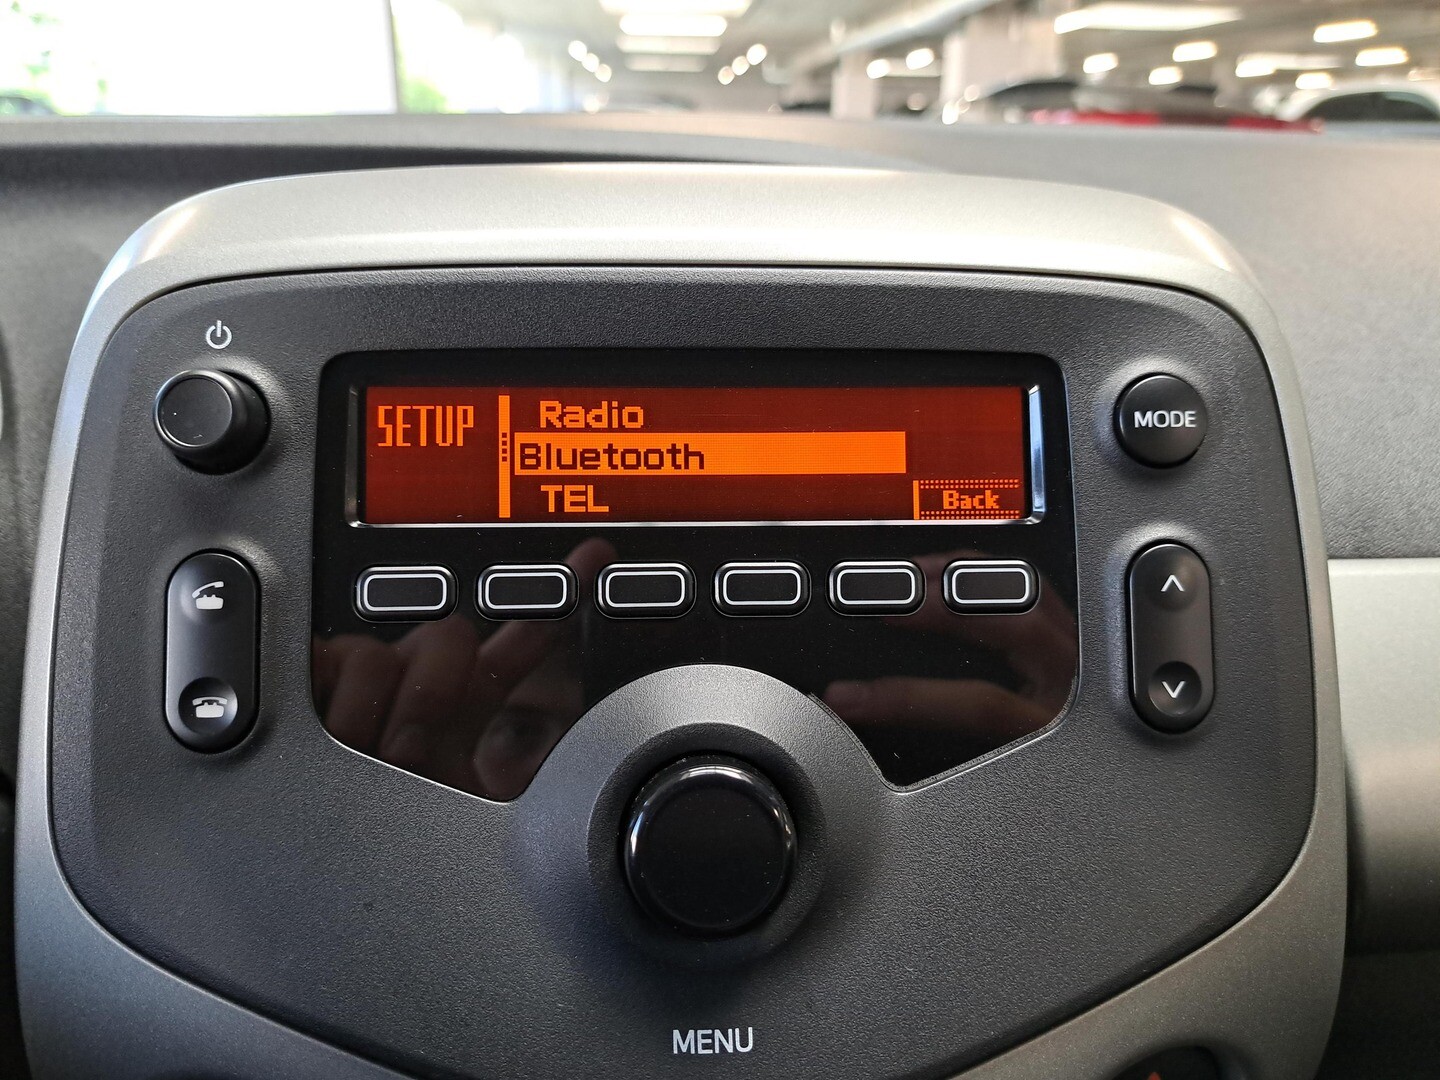 SETUP
Radio
Bluetooth
TEL
Back
MODE
MENU